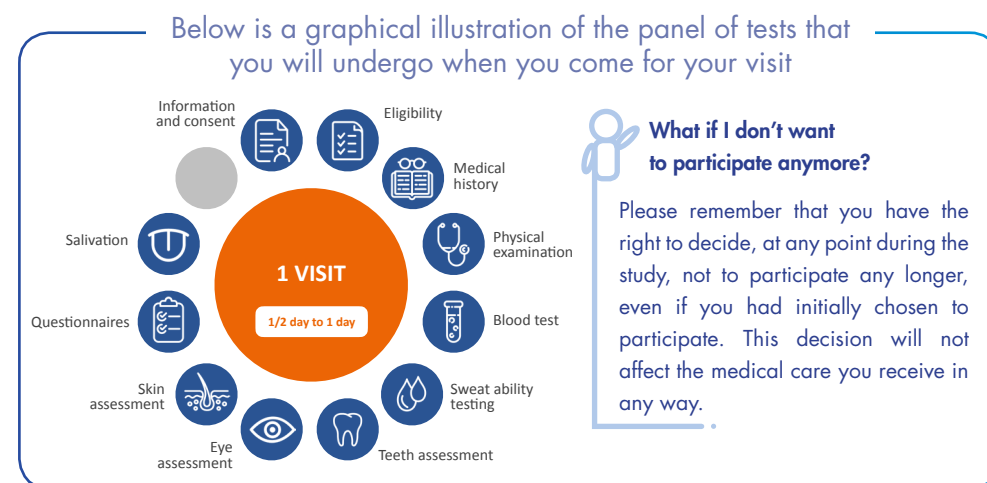 Below is a graphical illustration of the panel of tests that
you will undergo when you come for your visit
Information
and consent
Eligibility
Medical
history
Physical
examination
Blood test
Sweat ability
testing
Teeth assessment
Eye
assessment
Skin
assessment
Questionnaires
Salivation
1 VISIT
1/2 day to 1 day
What if I don't want
to participate anymore?
Please remember that you have the
right to decide, at any point during the
study, not to participate any longer,
even if you had initially chosen to
participate. This decision will not
affect the medical care you receive in
any way.